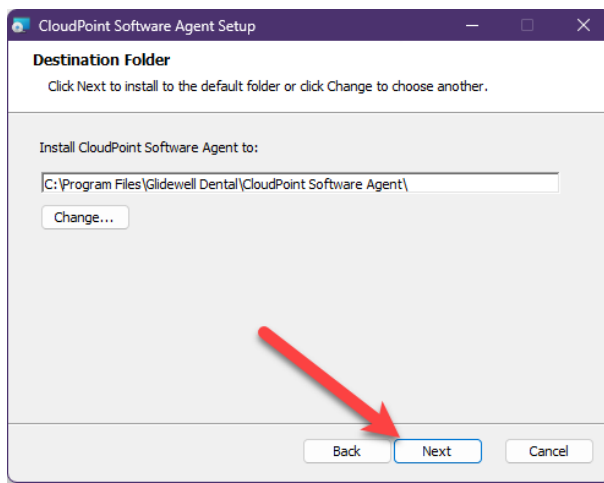 CloudPoint Software Agent Setup
Destination Folder
Click Next to install to the default folder or click Change to choose another.
Install CloudPoint Software Agent to:
C:\Program Files\Glidewell Dental\CloudPoint Software Agent\
Change...
Back Next Cancel